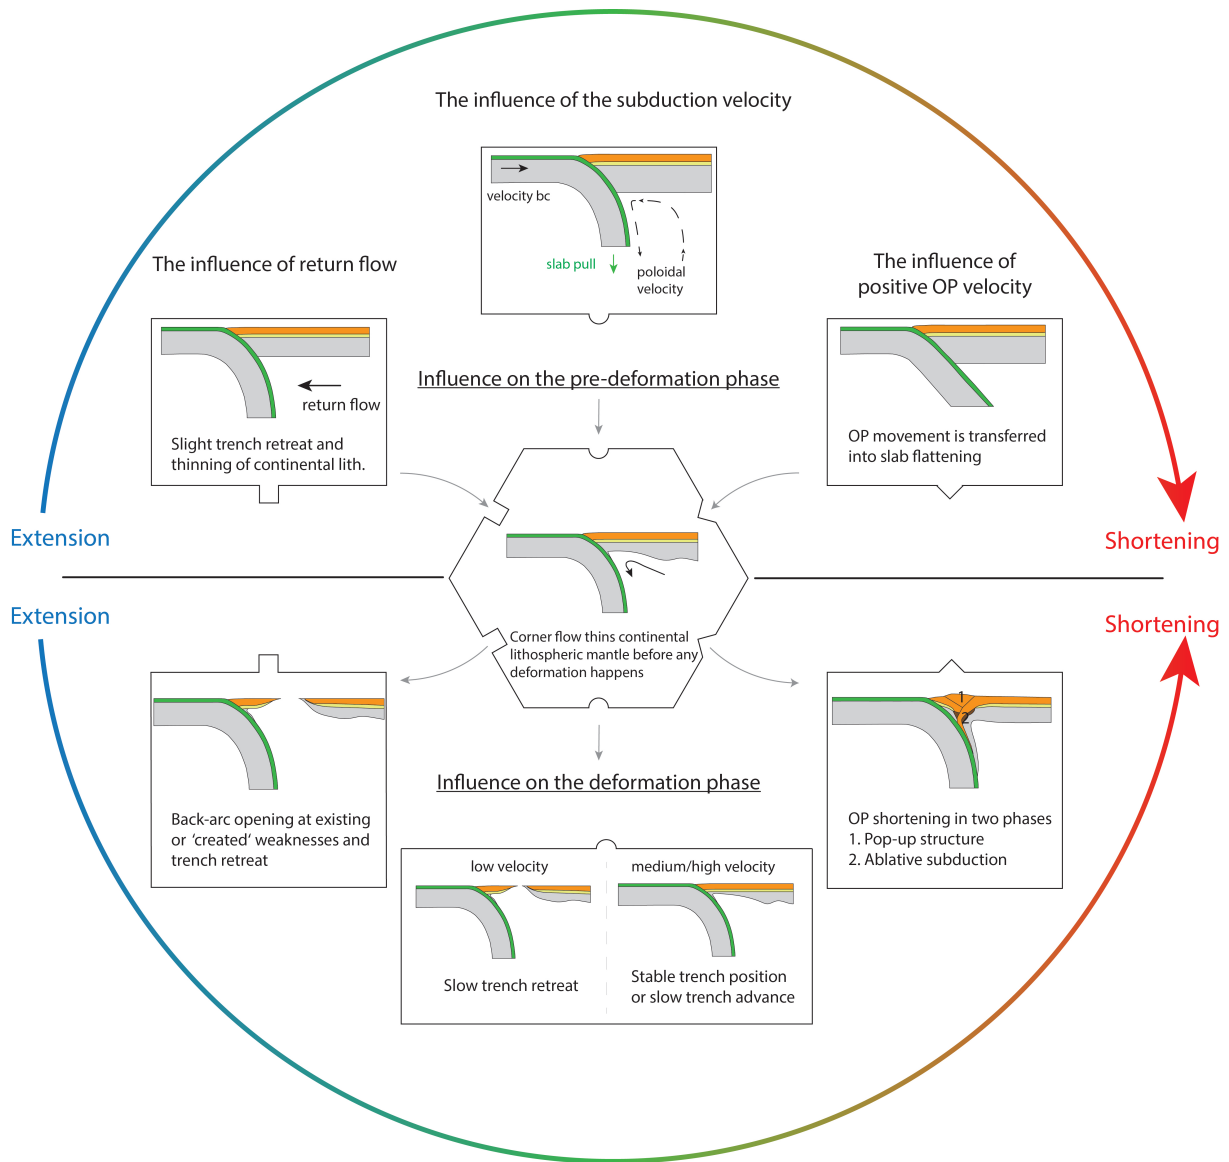 The influence of the subduction velocity
velocity bc
slab pull
poloidal
velocity
The influence of return flow
return flow
Slight trench retreat and
thinning of continental lith.
The influence of
positive OP velocity
OP movement is transferred
into slab flattening
Influence on the pre-deformation phase
Extension
Shortening
Corner flow thins continental
lithospheric mantle before any
deformation happens
Extension
Shortening
Back-arc opening at existing
or ‘created‘ weaknesses and
trench retreat
1
2
OP shortening in two phases
1. Pop-up structure
2. Ablative subduction
Influence on the deformation phase
low velocity
medium/high velocity
Slow trench retreat
Stable trench position
or slow trench advance